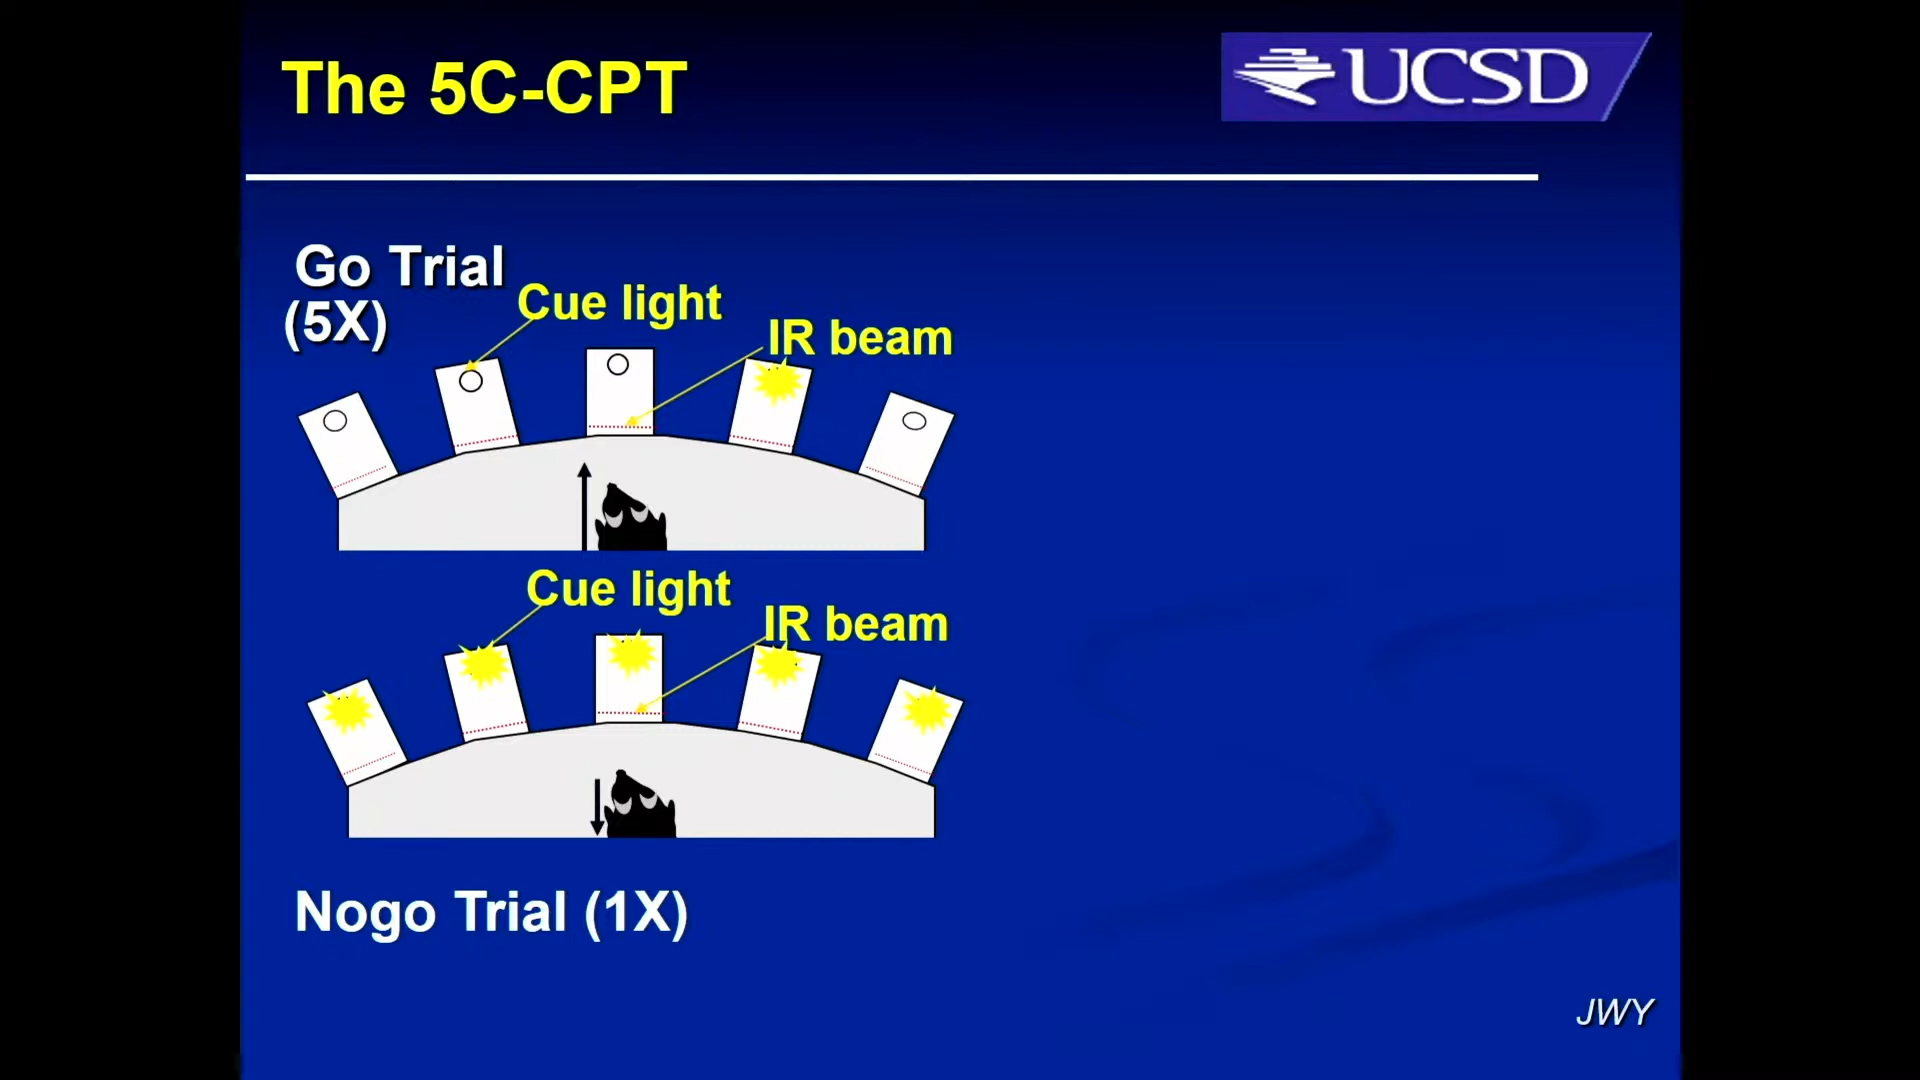 The 5C-CPT
UCSD
Go Trial
(5X)
Cue light
IR beam
Cue light
IR beam
Nogo Trial (1X)
JWY